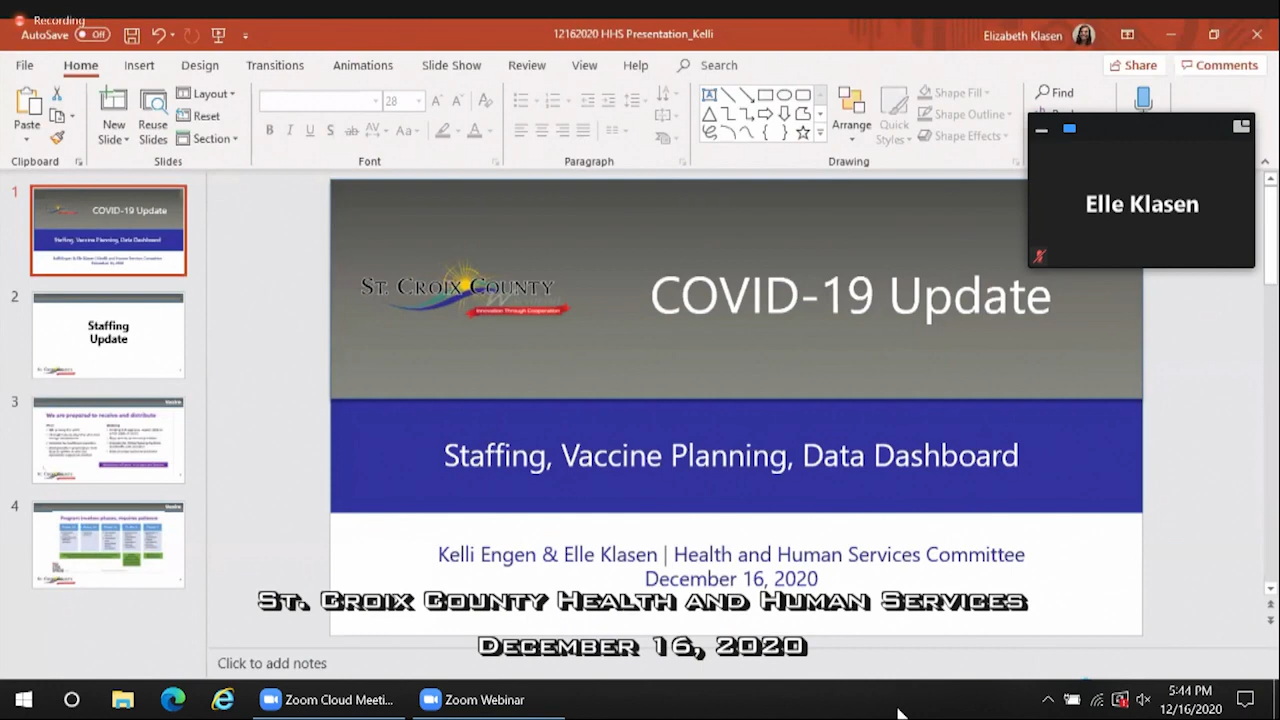 Recording
AutoSave Off
12162020 HHS Presentation_Kelli
Elizabeth Klasen
File Home Insert Design Transitions Animations Slide Show Review View Help Search Share Comments
Paste
New Slide
Reuse Slides
Layout
Reset
Section
28
B I U S ab AV Aa A
Arrange
Quick Styles
Shape Fill
Shape Outline
Shape Effects
Find
Clipboard Slides Font Paragraph Drawing
Elle Klasen
1
COVID-19 Update
Staffing, Vaccine Planning, Data Dashboard
2
Staffing
Update
3
We are prepared to receive and distribute
4
Program involves phases, requires patience
St. Croix County
Wisconsin
Innovation Through Cooperation
COVID-19 Update
Staffing, Vaccine Planning, Data Dashboard
Kelli Engen & Elle Klasen | Health and Human Services Committee
December 16, 2020
St. Croix County Health and Human Services
December 16, 2020
Click to add notes
Zoom Cloud Meeti...
Zoom Webinar
5:44 PM
12/16/2020